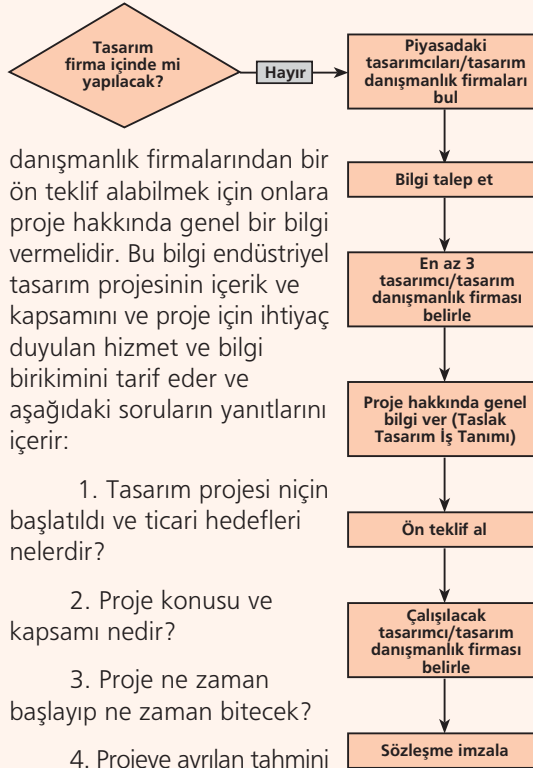 Tasarım
firma içinde mi
yapılacak?
Hayır
Piyasadaki
tasarımcıları/tasarım
danışmanlık firmaları
bul
Bilgi talep et
En az 3
tasarımcı/tasarım
danışmanlık firması
belirle
Proje hakkında genel
bilgi ver (Taslak
Tasarım İş Tanımı)
Ön teklif al
Çalışılacak
tasarımcı/tasarım
danışmanlık firması
belirle
Sözleşme imzala
danışmanlık firmalarından bir
ön teklif alabilmek için onlara
proje hakkında genel bir bilgi
vermelidir. Bu bilgi endüstriyel
tasarım projesinin içerik ve
kapsamını ve proje için ihtiyaç
duyulan hizmet ve bilgi
birikimini tarif eder ve
aşağıdaki soruların yanıtlarını
içerir:
1. Tasarım projesi niçin
başlatıldı ve ticari hedefleri
nelerdir?
2. Proje konusu ve
kapsamı nedir?
3. Proje ne zaman
başlayıp ne zaman bitecek?
4. Projeye ayrılan tahmini